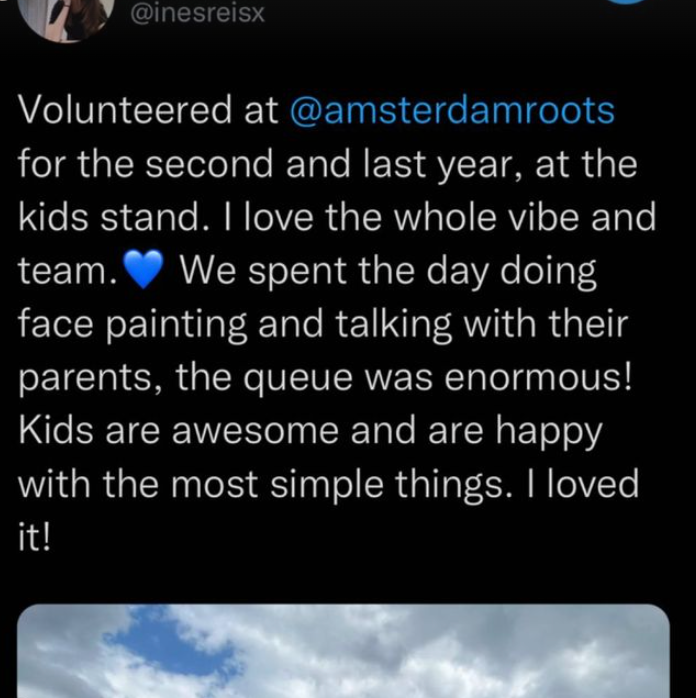 @inesreisx
Volunteered at @amsterdamroots
for the second and last year, at the
kids stand. I love the whole vibe and
team.💙 We spent the day doing
face painting and talking with their
parents, the queue was enormous!
Kids are awesome and are happy
with the most simple things. I loved
it!